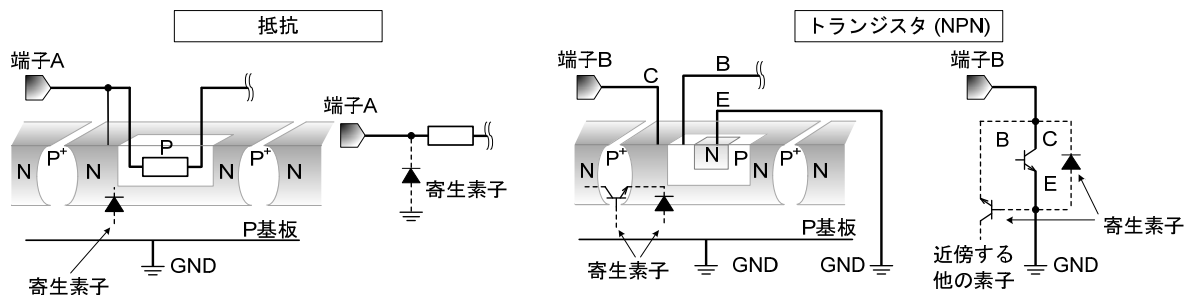 抵抗
トランジスタ (NPN)
端子A
端子A
N
P+
N
P
P+
N
寄生素子
P基板
GND
寄生素子
端子B
C
B
E
N
P+
N
P
P+
N
P基板
GND
GND
寄生素子
端子B
B
C
E
寄生素子
近傍する
他の素子
GND